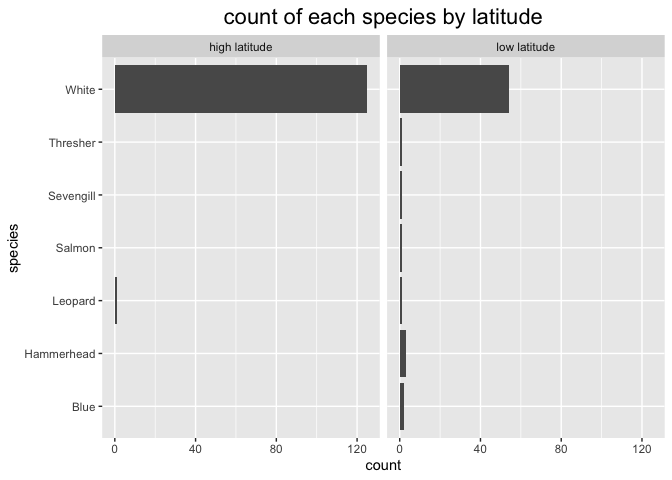 count of each species by latitude
high latitude
low latitude
species
White
Thresher
Sevengill
Salmon
Leopard
Hammerhead
Blue
0 40 80 120
0 40 80 120
count